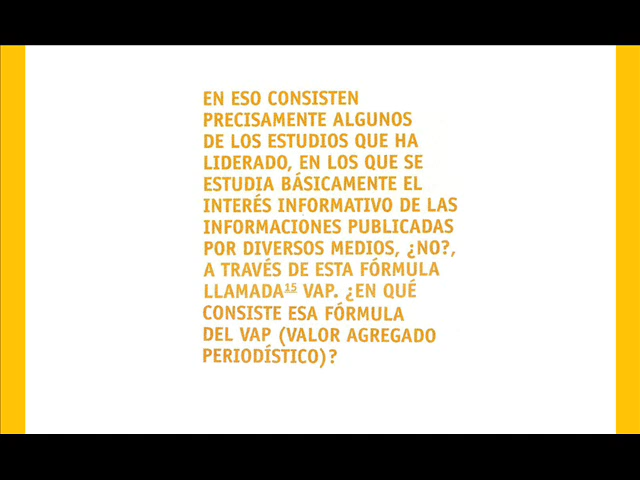 EN ESO CONSISTEN
PRECISAMENTE ALGUNOS
DE LOS ESTUDIOS QUE HA
LIDERADO, EN LOS QUE SE
ESTUDIA BÁSICAMENTE EL
INTERÉS INFORMATIVO DE LAS
INFORMACIONES PUBLICADAS
POR DIVERSOS MEDIOS, ¿NO?,
A TRAVÉS DE ESTA FÓRMULA
LLAMADA15 VAP. ¿EN QUÉ
CONSISTE ESA FÓRMULA
DEL VAP (VALOR AGREGADO
PERIODÍSTICO)?